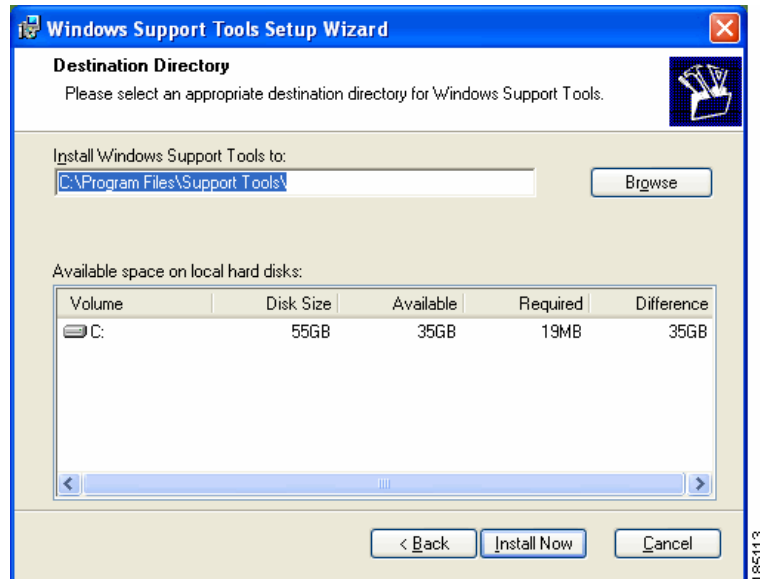 Windows Support Tools Setup Wizard
Destination Directory
Please select an appropriate destination directory for Windows Support Tools.
Install Windows Support Tools to:
C:\Program Files\Support Tools\
Browse
Available space on local hard disks:
Volume Disk Size Available Required Difference
C: 55GB 35GB 19MB 35GB
< Back Install Now Cancel
185113